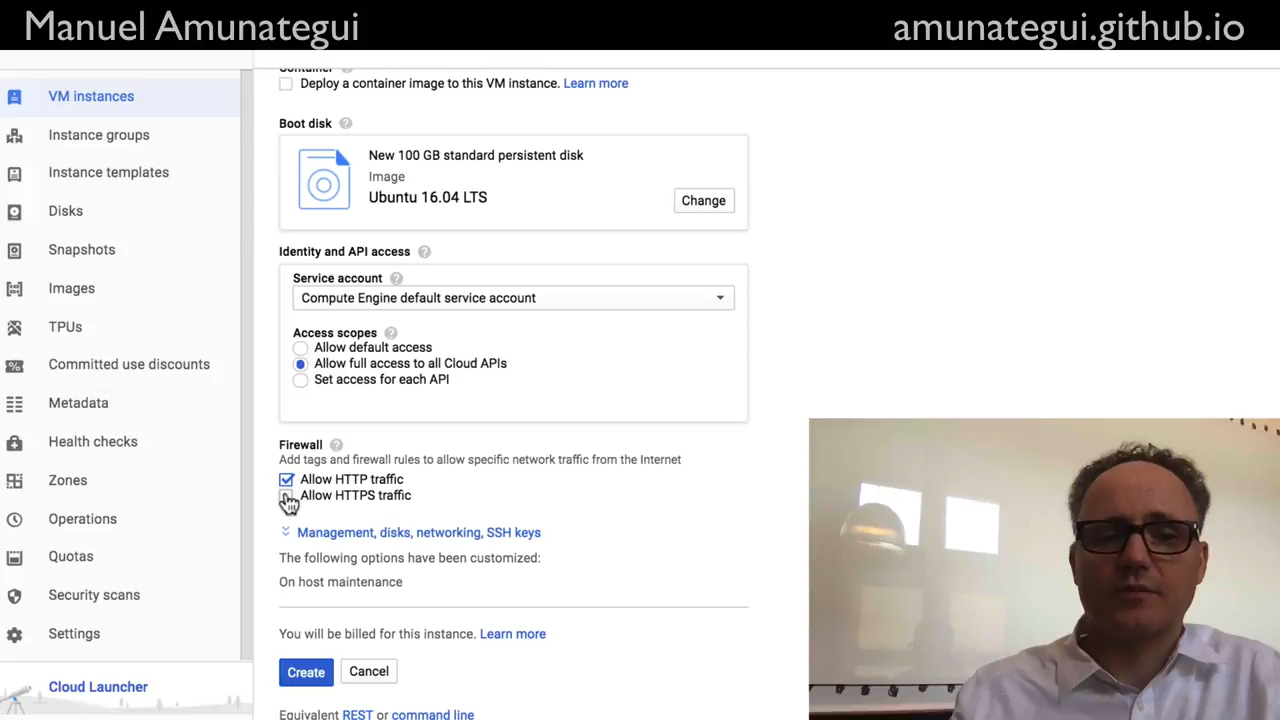 Manuel Amunategui
amunategui.github.io
VM instances
Instance groups
Instance templates
Disks
Snapshots
Images
TPUs
Committed use discounts
Metadata
Health checks
Zones
Operations
Quotas
Security scans
Settings
Cloud Launcher
Container
Deploy a container image to this VM instance. Learn more
Boot disk
New 100 GB standard persistent disk
Image
Ubuntu 16.04 LTS
Change
Identity and API access
Service account
Compute Engine default service account
Access scopes
Allow default access
Allow full access to all Cloud APIs
Set access for each API
Firewall
Add tags and firewall rules to allow specific network traffic from the Internet
Allow HTTP traffic
Allow HTTPS traffic
Management, disks, networking, SSH keys
The following options have been customized:
On host maintenance
You will be billed for this instance. Learn more
Create
Cancel
Equivalent REST or command line